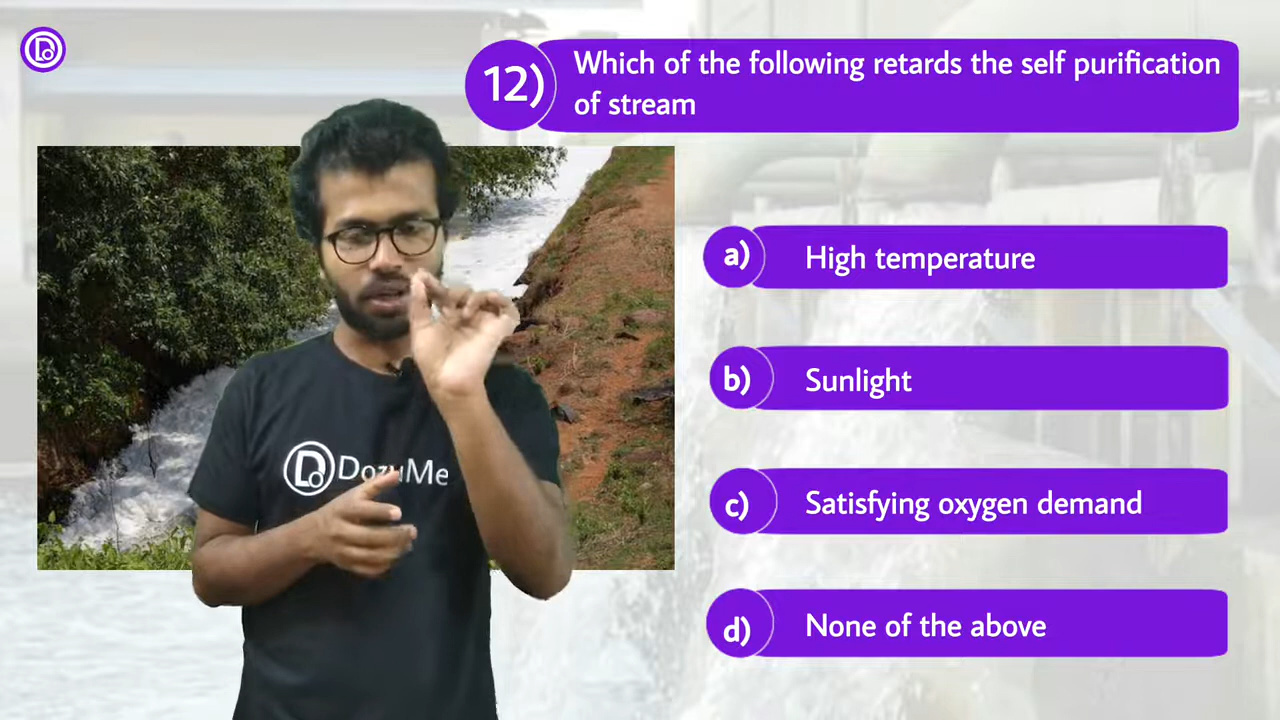 12)
Which of the following retards the self purification
of stream
a) High temperature
b) Sunlight
c) Satisfying oxygen demand
d) None of the above
DozuMe